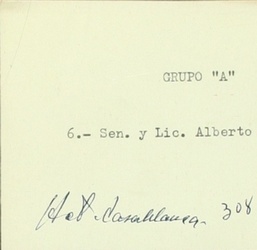 GRUPO "A"
6.- Sen. y Lic. Alberto
Hot Casablanca. 308